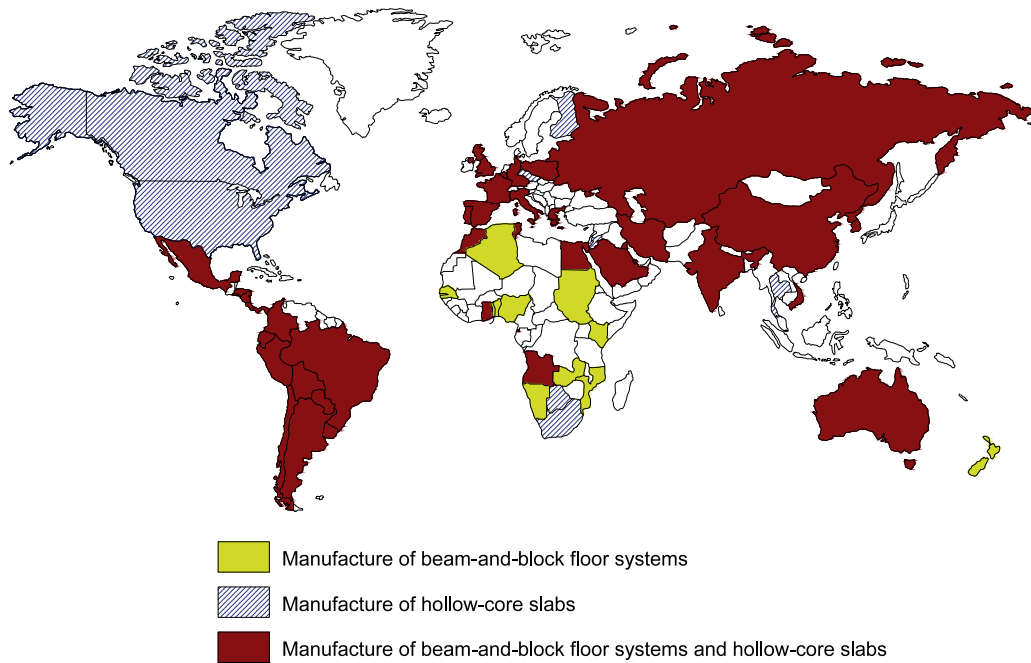 Manufacture of beam-and-block floor systems
Manufacture of hollow-core slabs
Manufacture of beam-and-block floor systems and hollow-core slabs